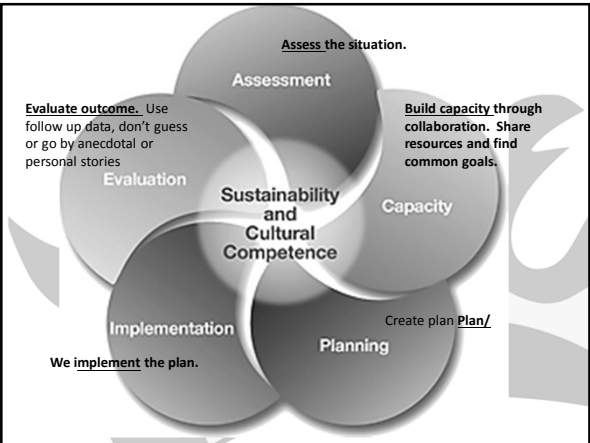 Assess the situation.
Assessment
Evaluate outcome. Use
follow up data, don't guess
or go by anecdotal or
personal stories
Evaluation
Build capacity through
collaboration. Share
resources and find
common goals.
Capacity
Sustainability
and
Cultural
Competence
Implementation
We implement the plan.
Create plan Plan/
Planning